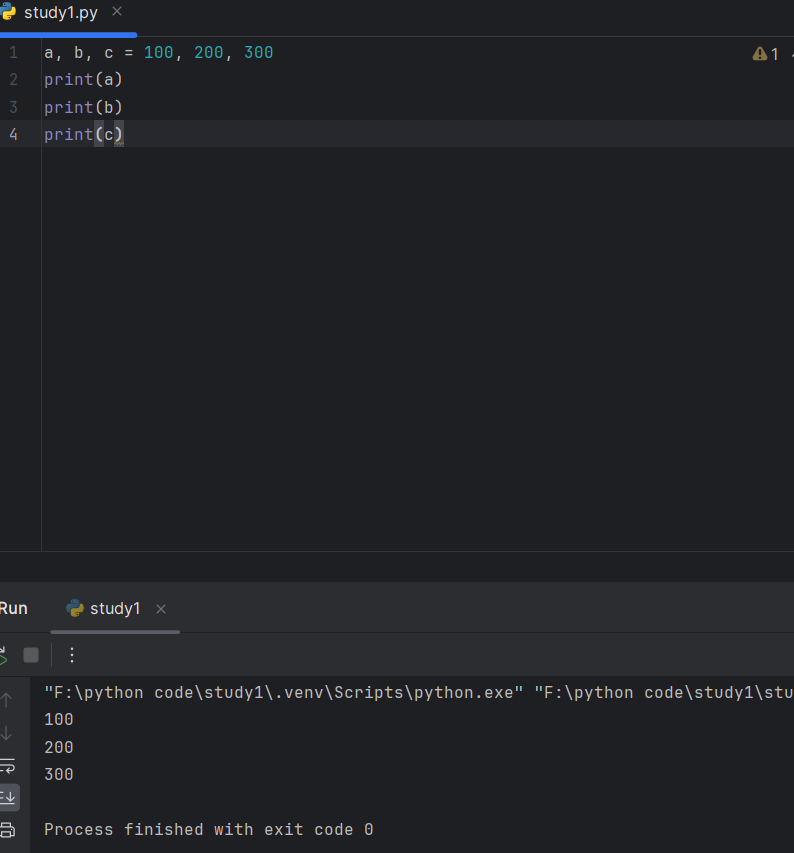 study1.py
1 a, b, c = 100, 200, 300
1
2 print(a)
3 print(b)
4 print(c)
Run study1
"F:\python code\study1\.venv\Scripts\python.exe" "F:\python code\study1\stu
100
200
300
Process finished with exit code 0